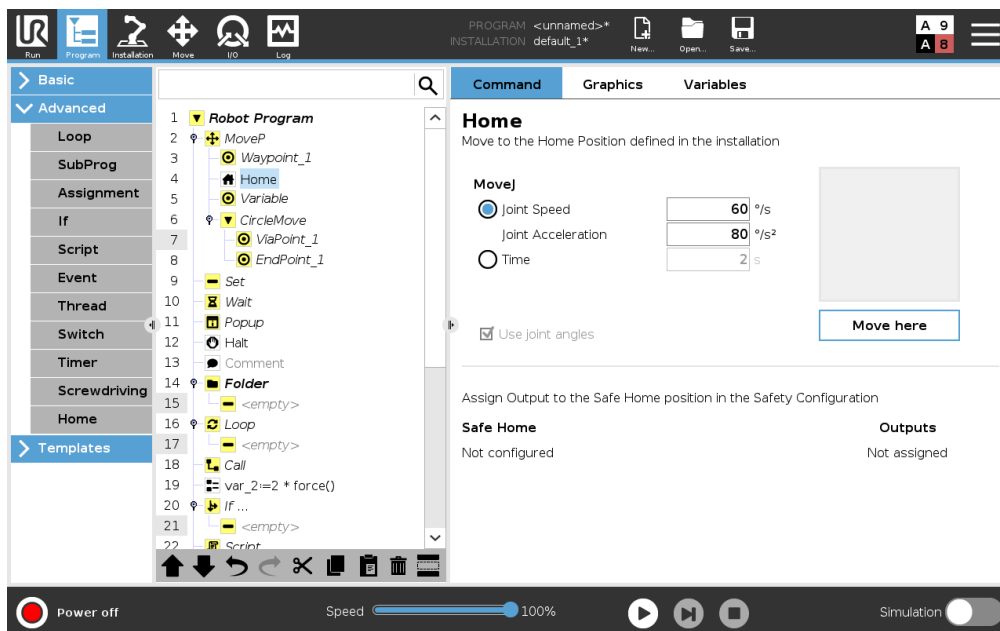 PROGRAM <unnamed>*
INSTALLATION default_1*
A 9
A 8
Run Program Installation Move I/O Log New... Open... Save...
Basic
Advanced
Loop
SubProg
Assignment
If
Script
Event
Thread
Switch
Timer
Screwdriving
Home
Templates
1 Robot Program
2 MoveP
3 Waypoint_1
4 Home
5 Variable
6 CircleMove
7 ViaPoint_1
8 EndPoint_1
9 Set
10 Wait
11 Popup
12 Halt
13 Comment
14 Folder
15 <empty>
16 Loop
17 <empty>
18 Call
19 var_2:=2 * force()
20 If ...
21 <empty>
22 Script
Command Graphics Variables
Home
Move to the Home Position defined in the installation
MoveJ
Joint Speed 60 °/s
Joint Acceleration 80 °/s²
Time 2 s
Use joint angles
Move here
Assign Output to the Safe Home position in the Safety Configuration
Safe Home Outputs
Not configured Not assigned
Power off Speed 100% Simulation